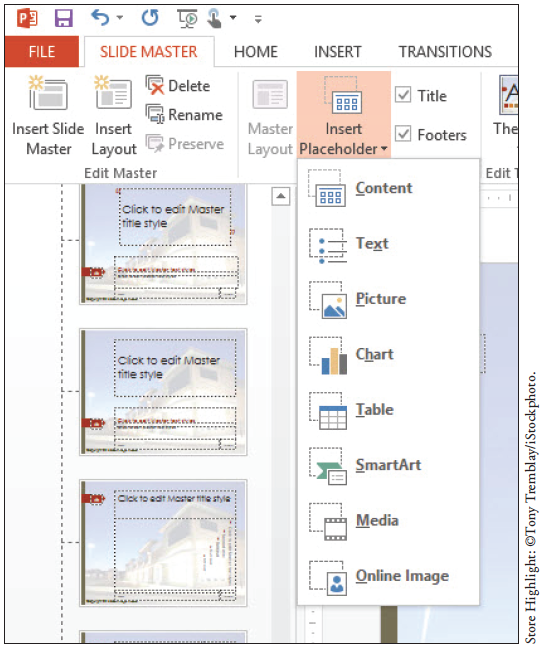 FILE SLIDE MASTER HOME INSERT TRANSITIONS
Insert Slide
Master
Insert
Layout
Delete
Rename
Preserve
Edit Master
Master
Layout
Insert
Placeholder
Title
Footers
The
Edit T
Content
Text
Picture
Chart
Table
SmartArt
Media
Online Image
Click to edit Master
title style
Click to edit Master
title style
Click to edit Master title style
Store Highlight: ©Tony Tremblay/iStockphoto.